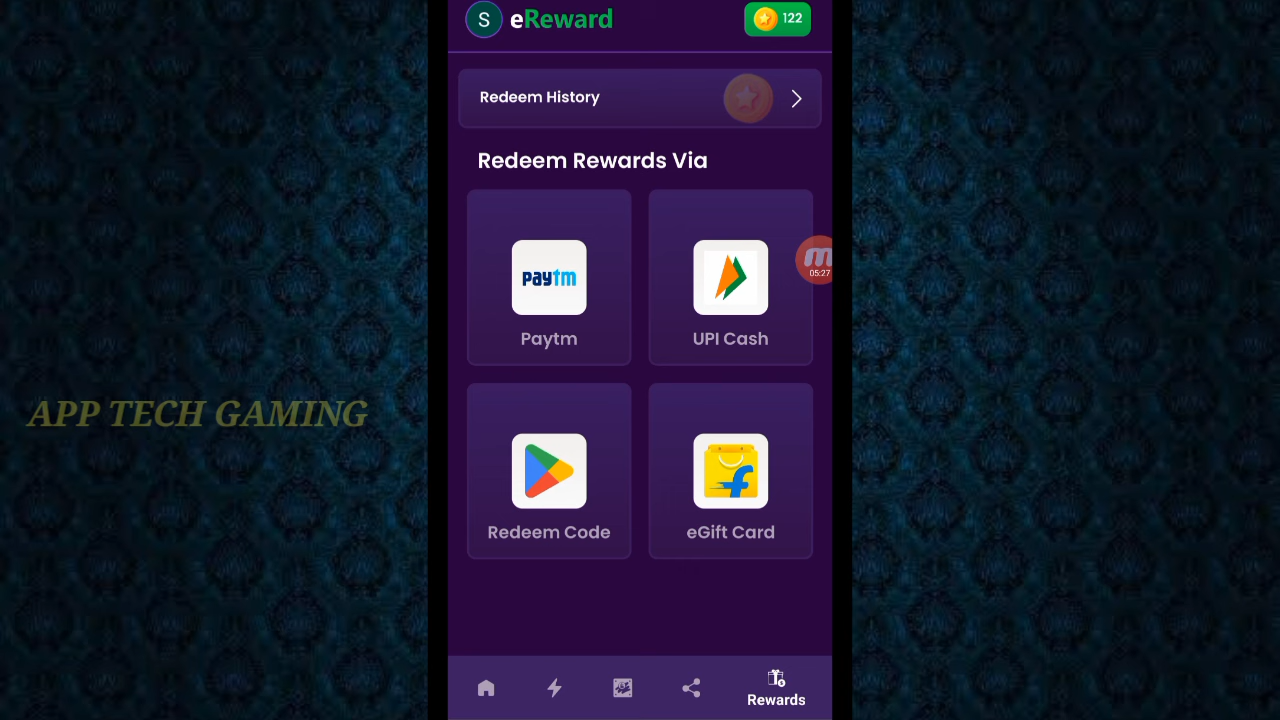 S eReward 122
Redeem History
Redeem Rewards Via
paytm
Paytm UPI Cash
m
05:27
APP TECH GAMING
f
Redeem Code eGift Card
Rewards